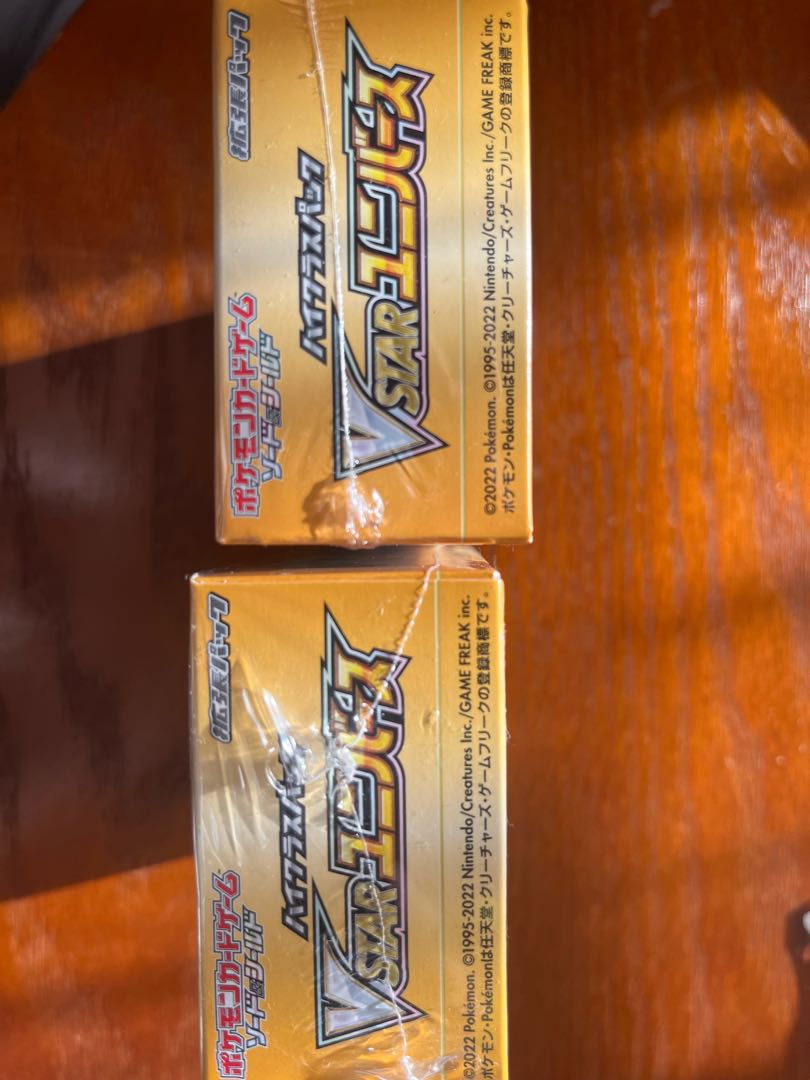 拡張パック
ポケモンカードゲーム
ソード&シールド
ハイクラスパック
VSTARユニバース
©2022 Pokémon. ©1995-2022 Nintendo/Creatures Inc./GAME FREAK inc.
ポケモン・Pokémonは任天堂・クリーチャーズ・ゲームフリークの登録商標です。
拡張パック
ポケモンカードゲーム
ソード&シールド
ハイクラスパック
VSTARユニバース
©2022 Pokémon. ©1995-2022 Nintendo/Creatures Inc./GAME FREAK inc.
ポケモン・Pokémonは任天堂・クリーチャーズ・ゲームフリークの登録商標です。